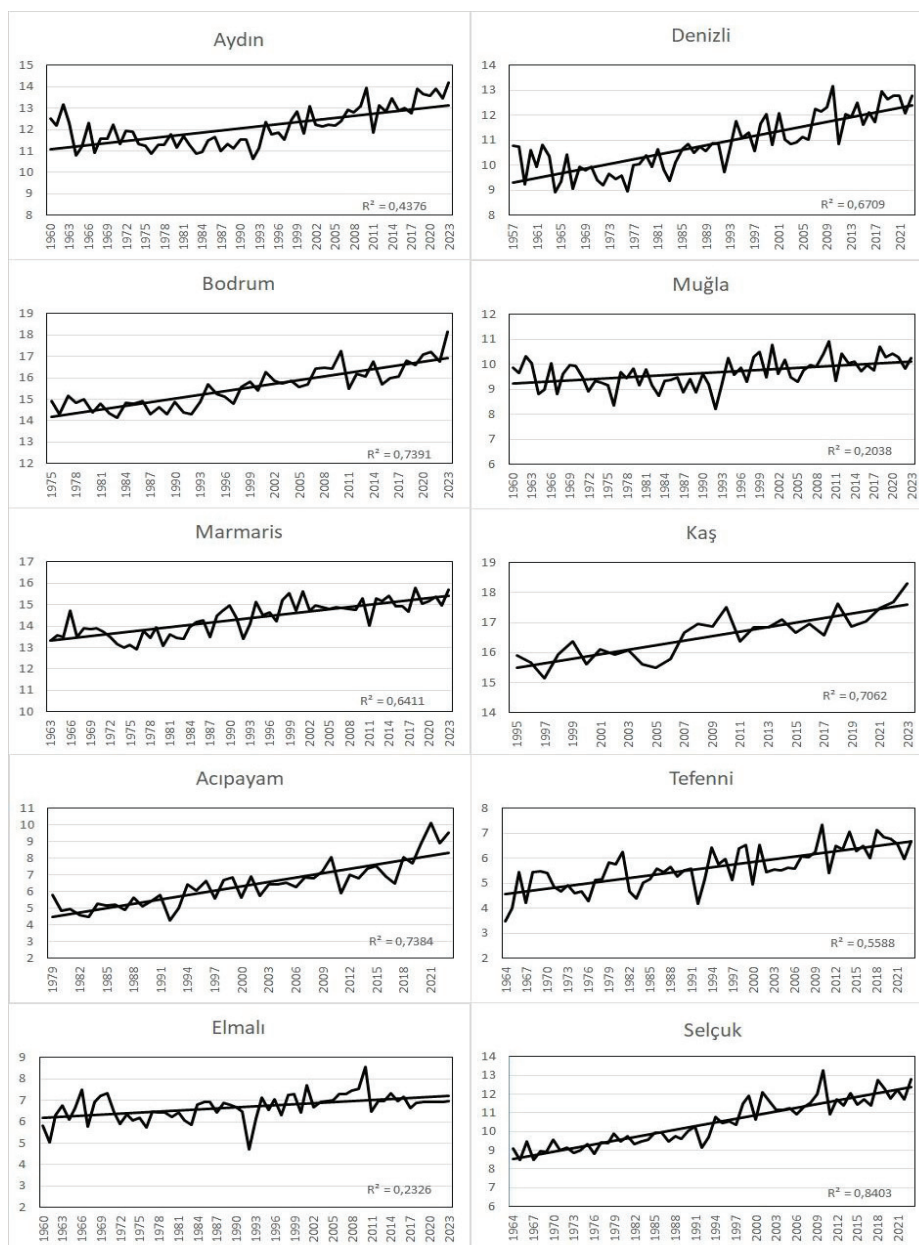 Aydın
15
14
13
12
11
10
9
8
R² = 0,4376
1960 1963 1966 1969 1972 1975 1978 1981 1984 1987 1990 1993 1996 1999 2002 2005 2008 2011 2014 2017 2020 2023
Denizli
14
13
12
11
10
9
8
R² = 0,6709
1957 1961 1965 1969 1973 1977 1981 1985 1989 1993 1997 2001 2005 2009 2013 2017 2021
Bodrum
19
18
17
16
15
14
13
12
R² = 0,7391
1975 1978 1981 1984 1987 1990 1993 1996 1999 2002 2005 2008 2011 2014 2017 2020 2023
Muğla
12
11
10
9
8
7
6
R² = 0,2038
1960 1963 1966 1969 1972 1975 1978 1981 1984 1987 1990 1993 1996 1999 2002 2005 2008 2011 2014 2017 2020 2023
Marmaris
17
16
15
14
13
12
11
10
R² = 0,6411
1963 1966 1969 1972 1975 1978 1981 1984 1987 1990 1993 1996 1999 2002 2005 2008 2011 2014 2017 2020 2023
Kaş
19
18
17
16
15
14
R² = 0,7062
1995 1997 1999 2001 2003 2005 2007 2009 2011 2013 2015 2017 2019 2021 2023
Acıpayam
11
10
9
8
7
6
5
4
3
2
R² = 0,7384
1979 1982 1985 1988 1991 1994 1997 2000 2003 2006 2009 2012 2015 2018 2021
Tefenni
8
7
6
5
4
3
2
R² = 0,5588
1964 1967 1970 1973 1976 1979 1982 1985 1988 1991 1994 1997 2000 2003 2006 2009 2012 2015 2018 2021
Elmalı
9
8
7
6
5
4
3
2
R² = 0,2326
1960 1963 1966 1969 1972 1975 1978 1981 1984 1987 1990 1993 1996 1999 2002 2005 2008 2011 2014 2017 2020 2023
Selçuk
14
13
12
11
10
9
8
7
6
R² = 0,8403
1964 1967 1970 1973 1976 1979 1982 1985 1988 1991 1994 1997 2000 2003 2006 2009 2012 2015 2018 2021